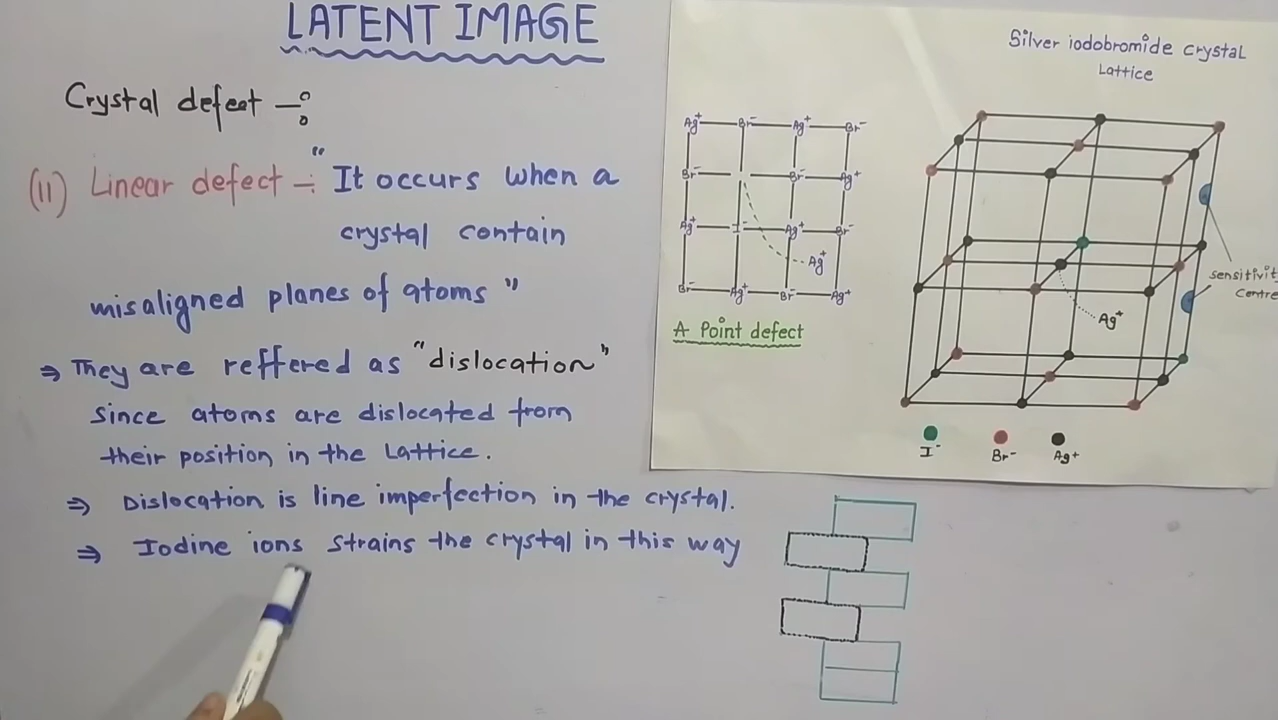 LATENT IMAGE
Crystal defect -:
(II) Linear defect -: "It occurs when a
crystal contain
misaligned planes of atoms"
⇒ They are reffered as "dislocation"
since atoms are dislocated from
their position in the Lattice.
⇒ Dislocation is line imperfection in the crystal.
⇒ Iodine ions strains the crystal in this way
Ag+ Br- Ag+ Br-
Br- Br- Ag+
Ag+ I- Ag+ Br-
Ag+
Br- Ag+ Br- Ag+
A Point defect
Silver iodobromide crystal
Lattice
sensitivit
centre
Ag+
I- Br- Ag+